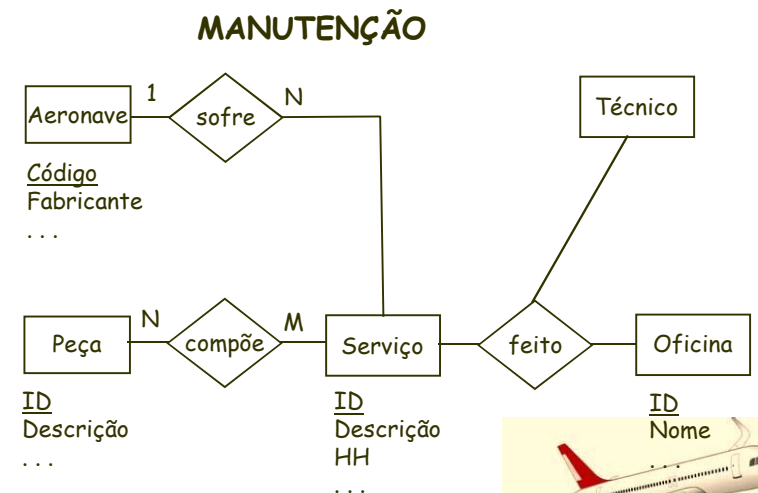 MANUTENÇÃO
Aeronave
1
sofre
N
Técnico
Código
Fabricante
. . .
Peça
N
compõe
M
Serviço
feito
Oficina
ID
Descrição
. . .
ID
Descrição
HH
. . .
ID
Nome
. . .